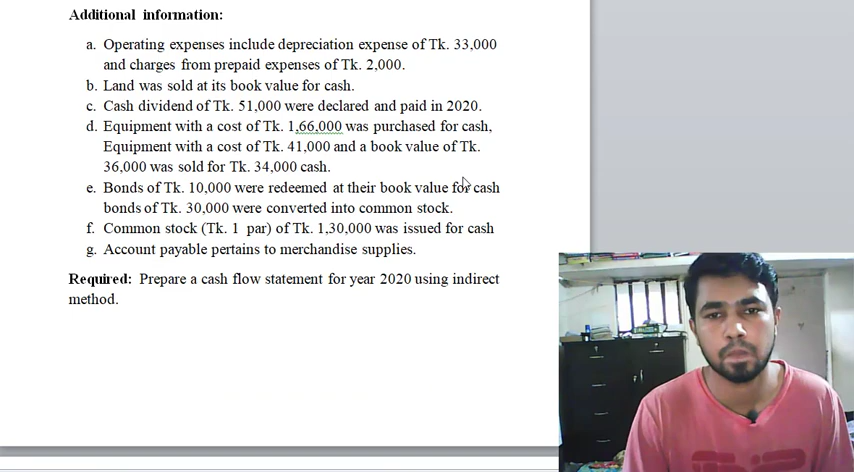 Additional information:
a. Operating expenses include depreciation expense of Tk. 33,000
and charges from prepaid expenses of Tk. 2,000.
b. Land was sold at its book value for cash.
c. Cash dividend of Tk. 51,000 were declared and paid in 2020.
d. Equipment with a cost of Tk. 1,66,000 was purchased for cash,
Equipment with a cost of Tk. 41,000 and a book value of Tk.
36,000 was sold for Tk. 34,000 cash.
e. Bonds of Tk. 10,000 were redeemed at their book value for cash
bonds of Tk. 30,000 were converted into common stock.
f. Common stock (Tk. 1 par) of Tk. 1,30,000 was issued for cash
g. Account payable pertains to merchandise supplies.
Required: Prepare a cash flow statement for year 2020 using indirect
method.